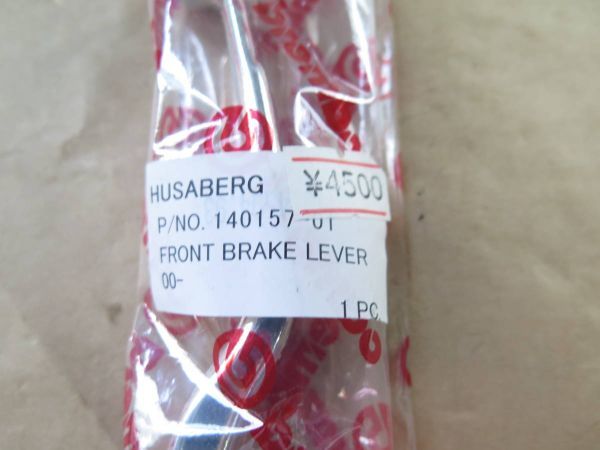 HUSABERG ¥4500
P/NO. 140157-01
FRONT BRAKE LEVER
00-
1 PC.